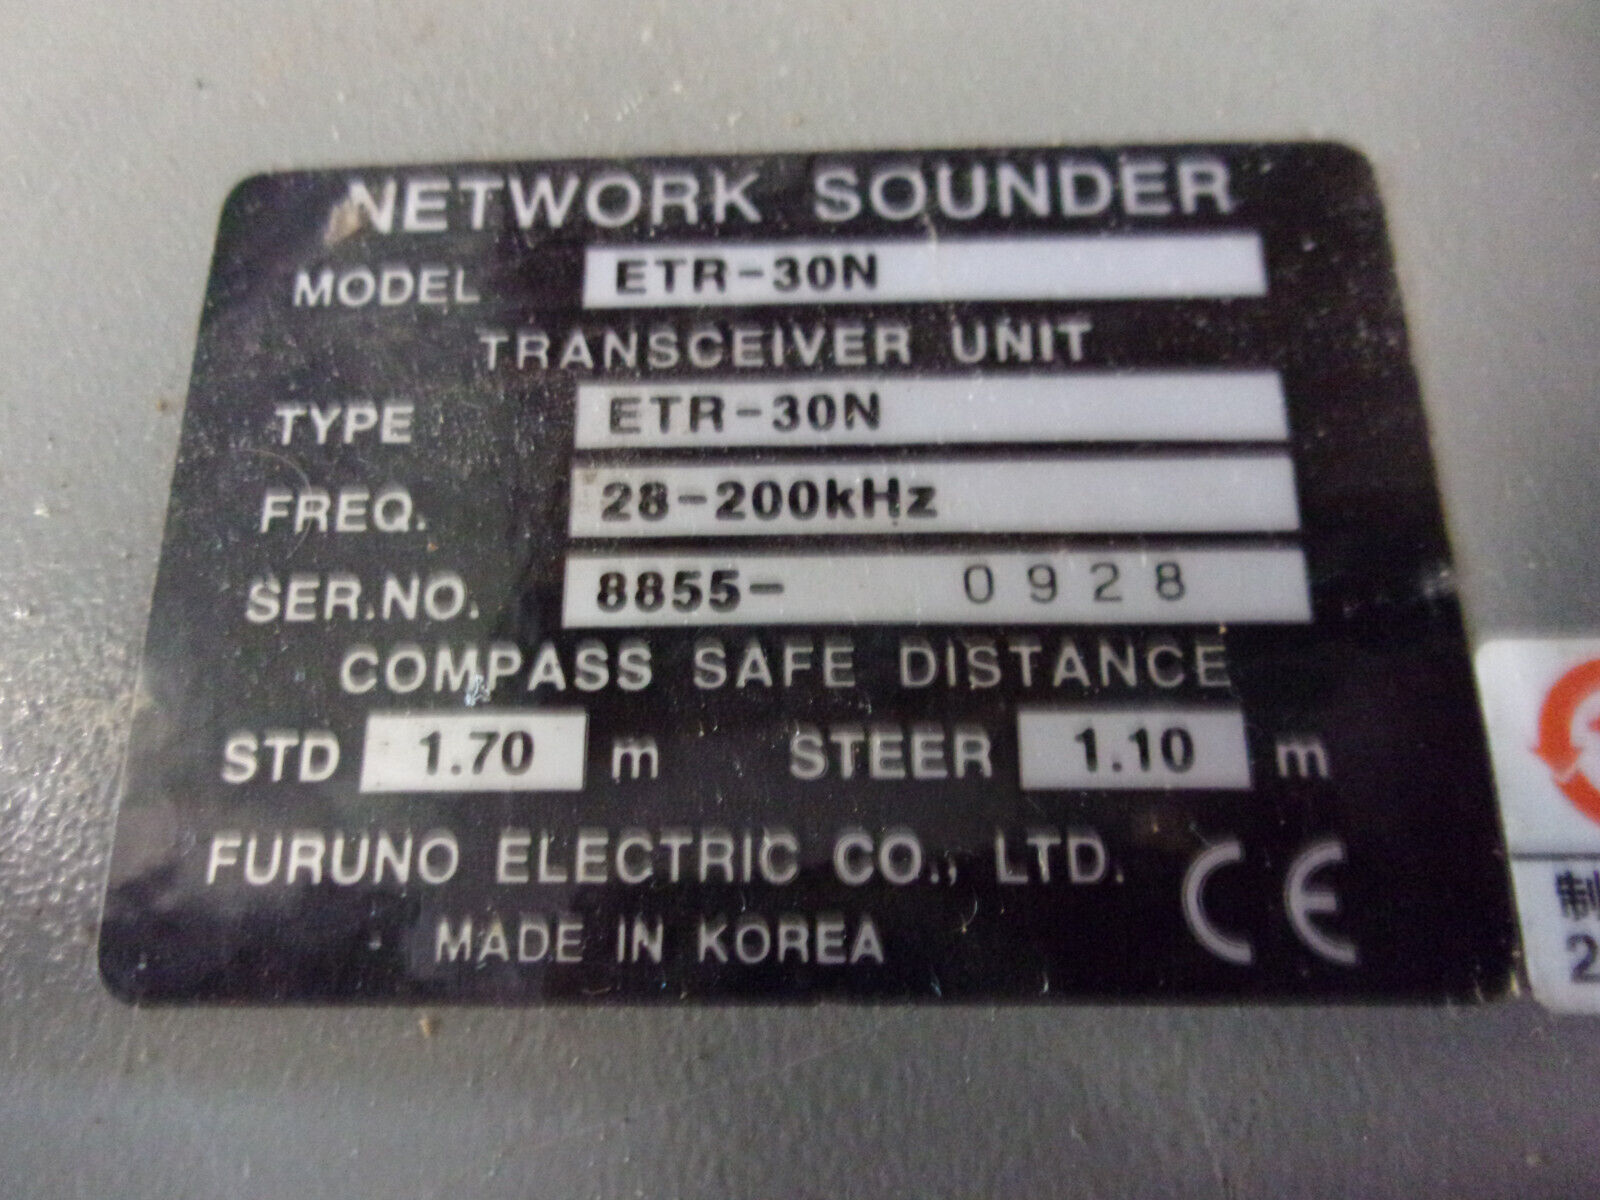 NETWORK SOUNDER
MODEL ETR-30N
TRANSCEIVER UNIT
TYPE ETR-30N
FREQ. 28-200kHz
SER.NO. 8855- 0928
COMPASS SAFE DISTANCE
STD 1.70 m STEER 1.10 m
FURUNO ELECTRIC CO., LTD. CE
MADE IN KOREA
制
2